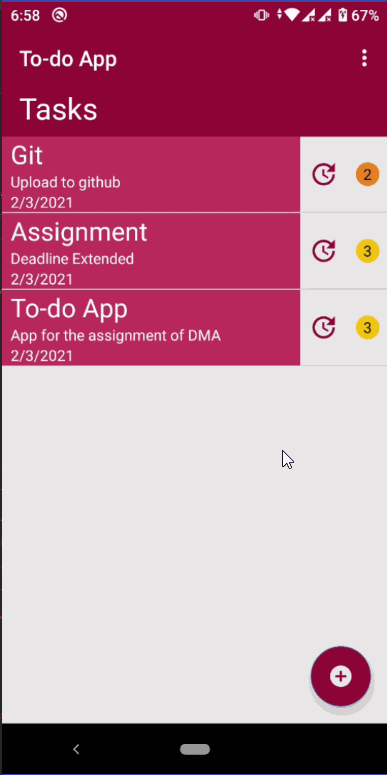 6:58
67%
To-do App
Tasks
Git
Upload to github
2/3/2021
2
Assignment
Deadline Extended
2/3/2021
3
To-do App
App for the assignment of DMA
2/3/2021
3